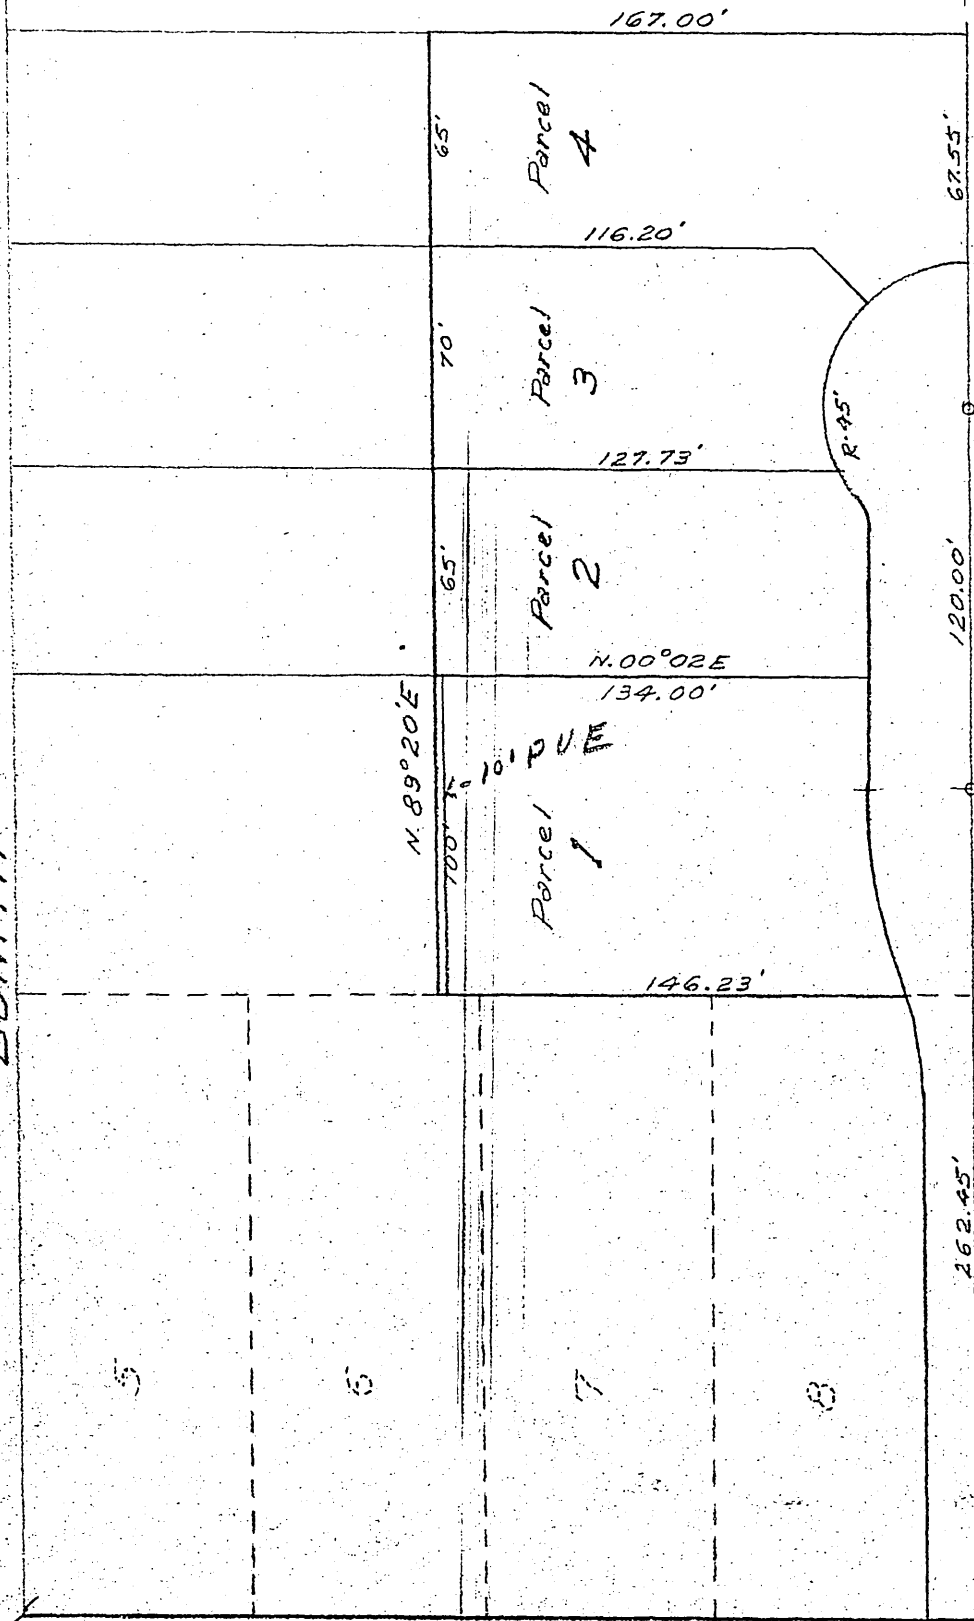 167.00'
65'
Parcel
4
67.55'
116.20'
70'
Parcel
3
R·45'
127.73'
65'
Parcel
2
120.00'
N.00°02E
134.00'
N.89°20'E
10' PUE
100'
Parcel
1
146.23'
262.45'
5
6
7
8